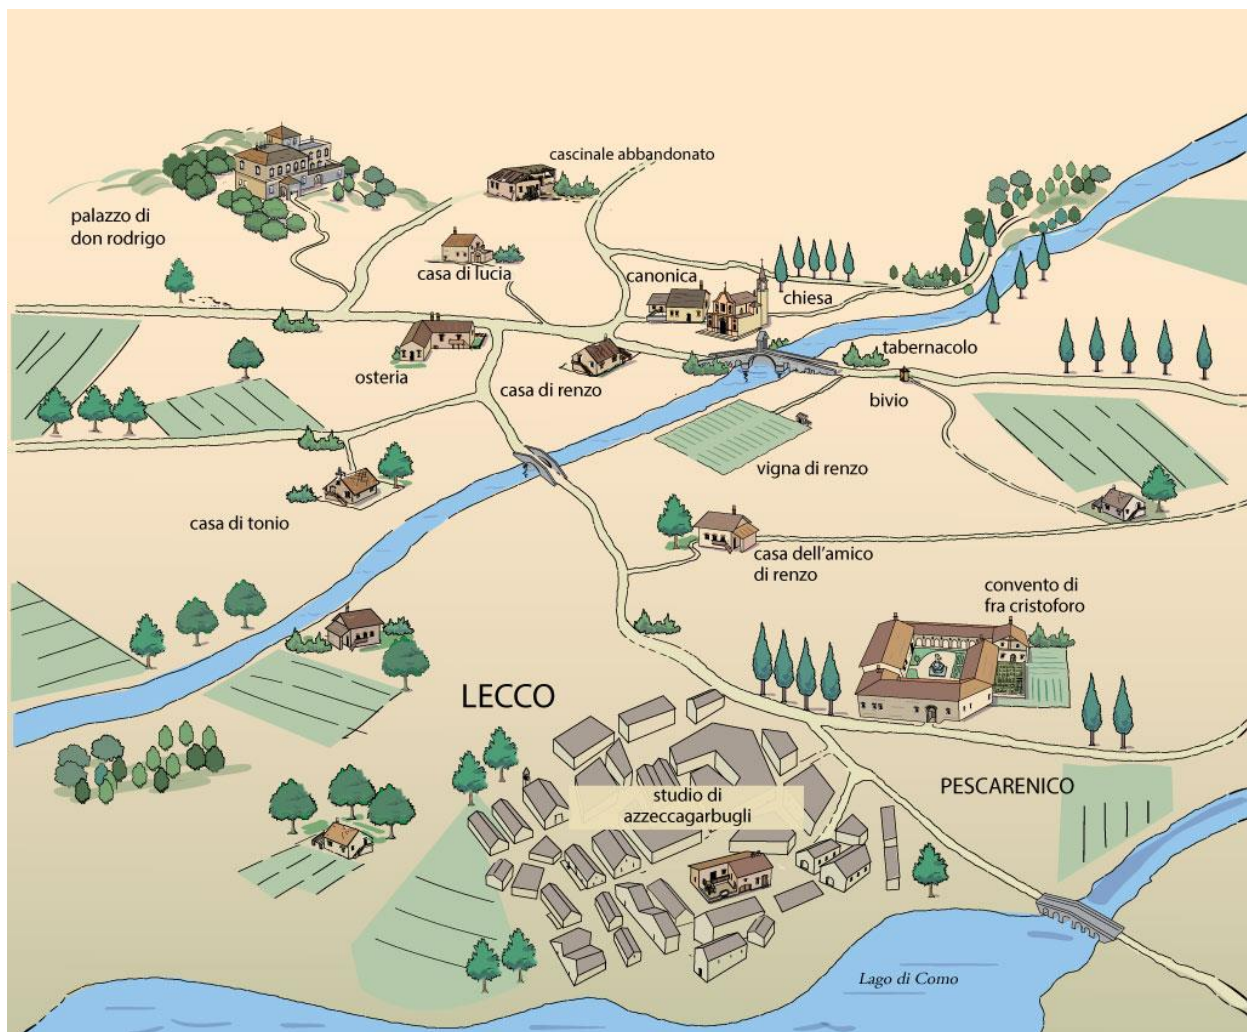 cascinale abbandonato
palazzo di
don rodrigo
casa di lucia
canonica
chiesa
tabernacolo
osteria
casa di renzo
bivio
vigna di renzo
casa di tonio
casa dell'amico
di renzo
convento di
fra cristoforo
LECCO
PESCARENICO
studio di
azzeccagarbugli
Lago di Como